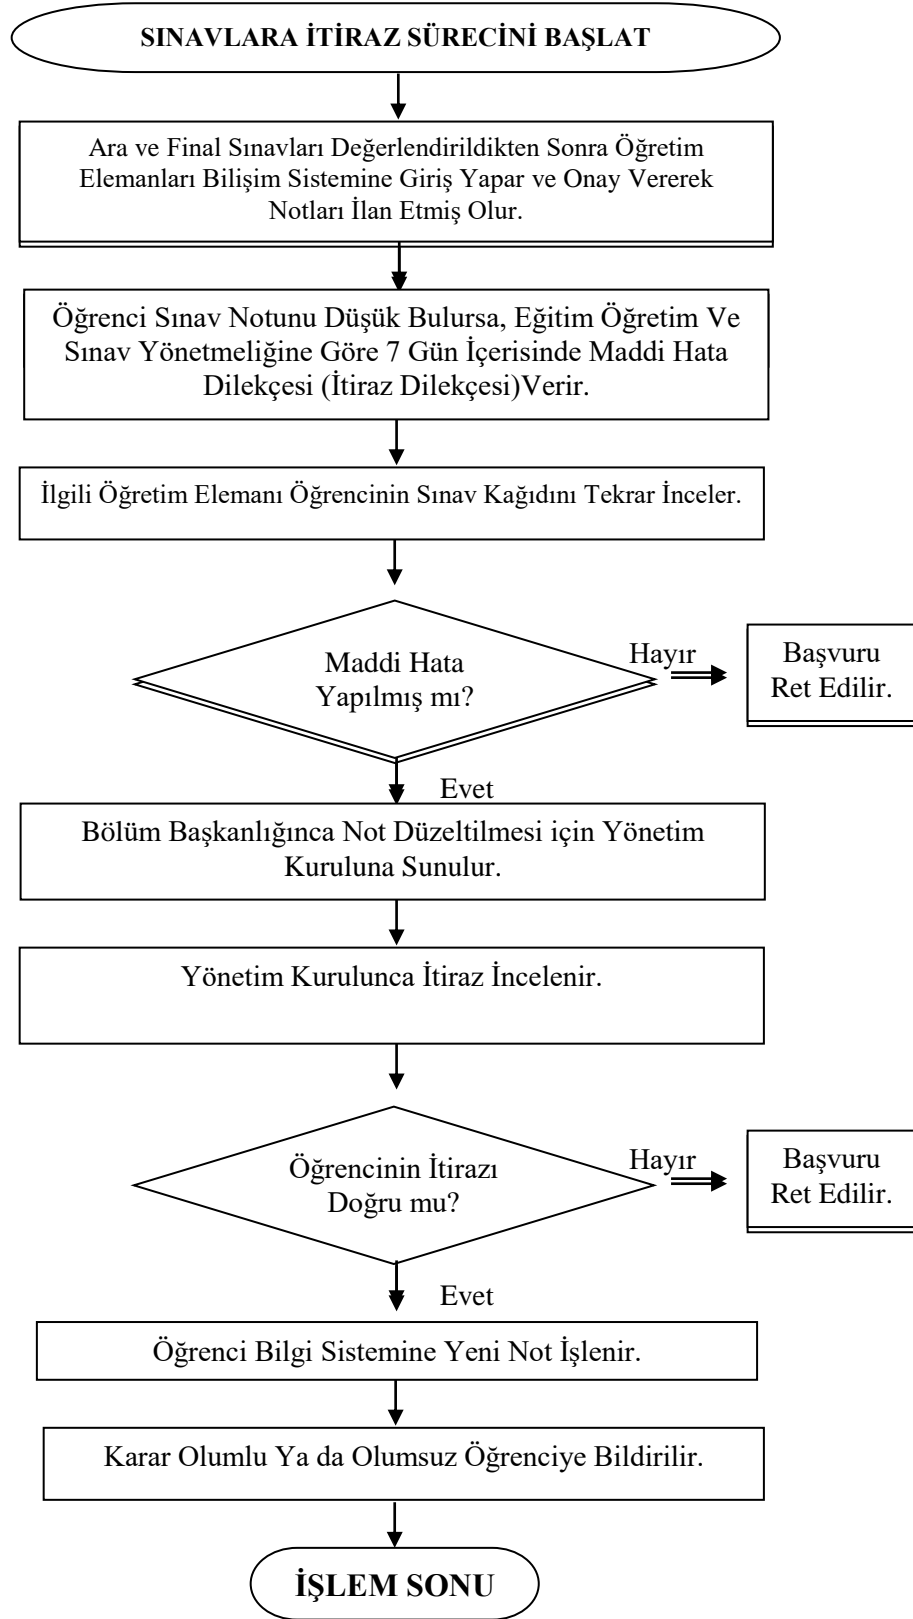 SINAVLARA İTİRAZ SÜRECİNİ BAŞLAT
Ara ve Final Sınavları Değerlendirildikten Sonra Öğretim
Elemanları Bilişim Sistemine Giriş Yapar ve Onay Vererek
Notları İlan Etmiş Olur.
Öğrenci Sınav Notunu Düşük Bulursa, Eğitim Öğretim Ve
Sınav Yönetmeliğine Göre 7 Gün İçerisinde Maddi Hata
Dilekçesi (İtiraz Dilekçesi)Verir.
İlgili Öğretim Elemanı Öğrencinin Sınav Kağıdını Tekrar İnceler.
Maddi Hata
Yapılmış mı?
Hayır
Başvuru
Ret Edilir.
Evet
Bölüm Başkanlığınca Not Düzeltilmesi için Yönetim
Kuruluna Sunulur.
Yönetim Kurulunca İtiraz İncelenir.
Öğrencinin İtirazı
Doğru mu?
Hayır
Başvuru
Ret Edilir.
Evet
Öğrenci Bilgi Sistemine Yeni Not İşlenir.
Karar Olumlu Ya da Olumsuz Öğrenciye Bildirilir.
İŞLEM SONU